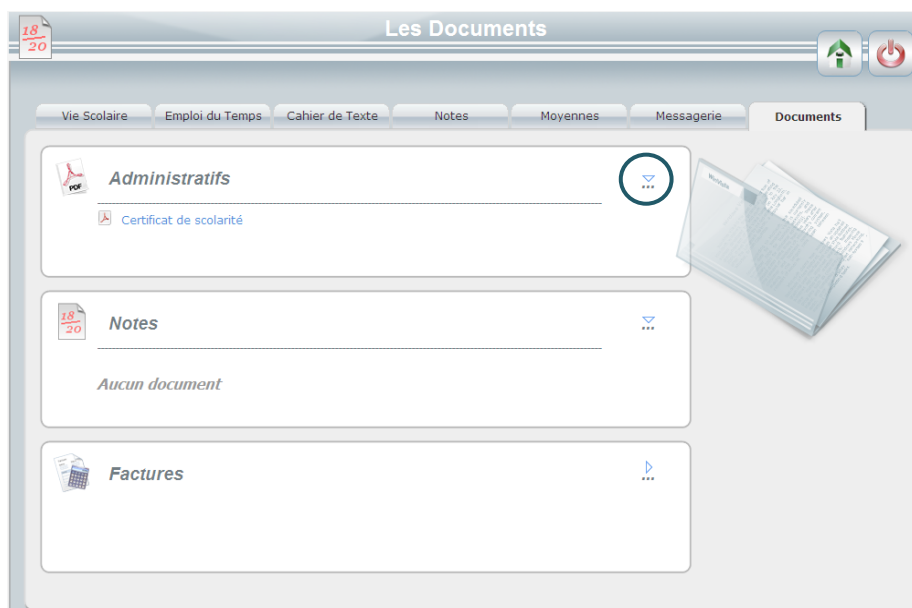 18
20
Les Documents
Vie Scolaire Emploi du Temps Cahier de Texte Notes Moyennes Messagerie Documents
PDF
Administratifs
...
Certificat de scolarité
18
20
Notes
...
Aucun document
Factures
...